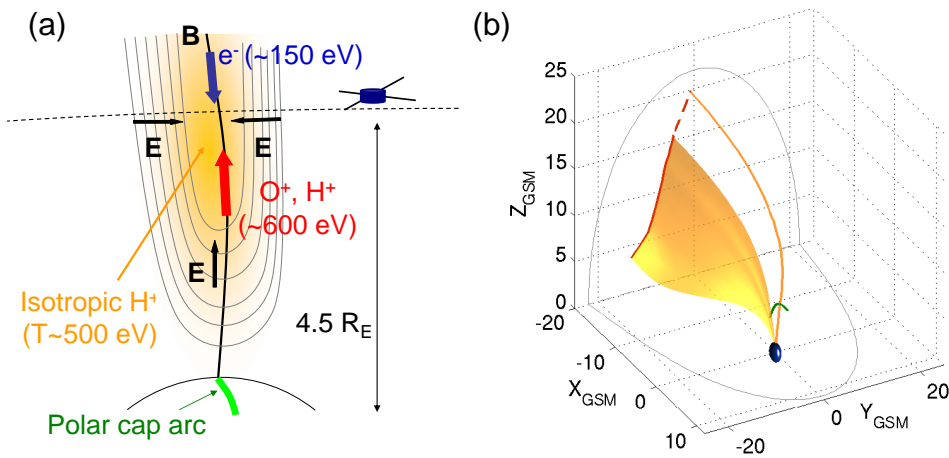 (a)
B
e⁻ (~150 eV)
E
E
O⁺, H⁺
(~600 eV)
E
Isotropic H⁺
(T~500 eV)
4.5 R_E
Polar cap arc
(b)
25
20
15
10
5
0
Z_GSM
-20
-10
0
10
X_GSM
-20
0
20
Y_GSM